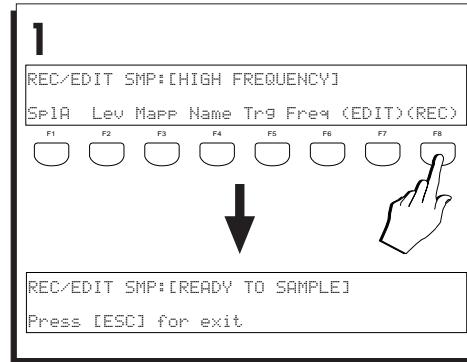 1
REC/EDIT SMP:[HIGH FREQUENCY]
SplA Lev Mapp Name Trg Freq (EDIT)(REC)
F1 F2 F3 F4 F5 F6 F7 F8
REC/EDIT SMP:[READY TO SAMPLE]
Press [ESC] for exit